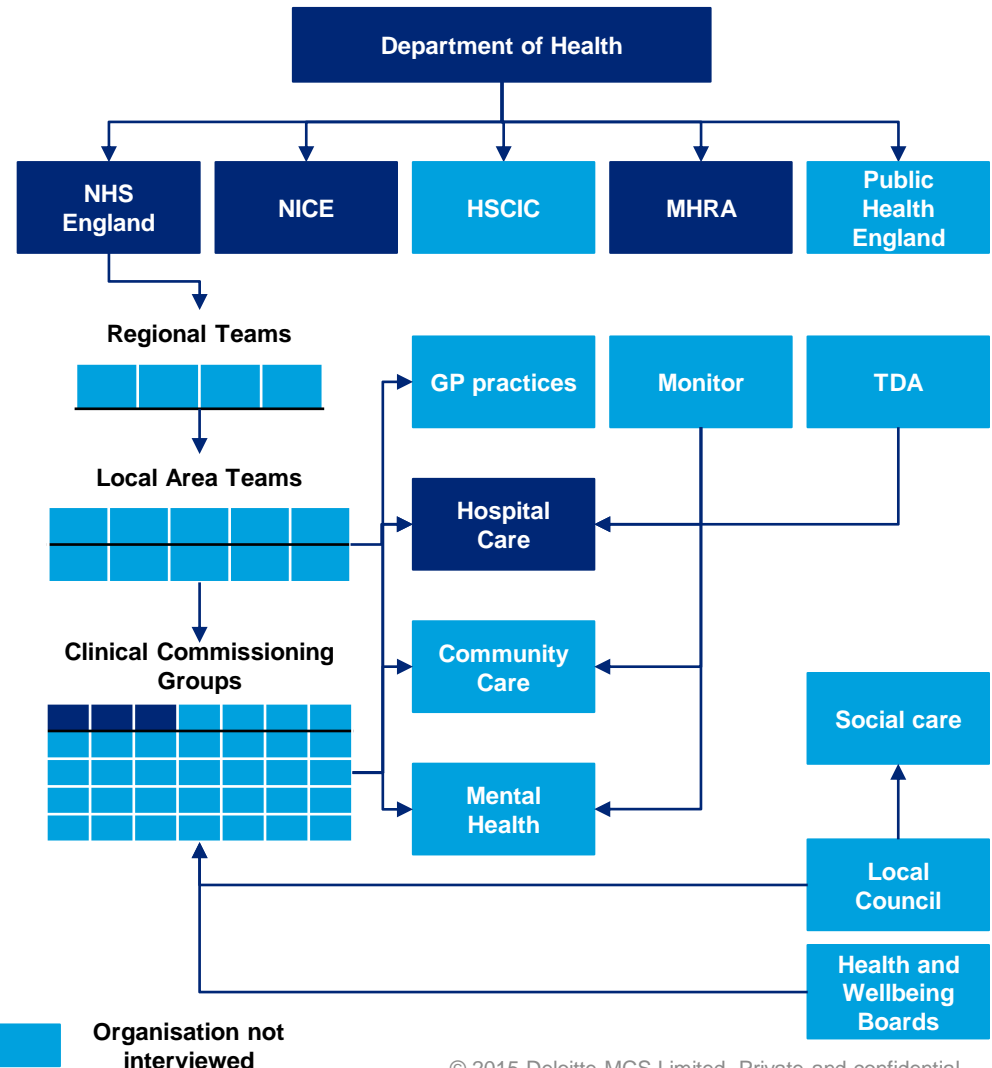 Department of Health
NHS
England
NICE
HSCIC
MHRA
Public
Health
England
Regional Teams
GP practices
Monitor
TDA
Local Area Teams
Hospital
Care
Clinical Commissioning
Groups
Community
Care
Social care
Mental
Health
Local
Council
Health and
Wellbeing
Boards
Organisation not
interviewed
© 2015 Deloitte MCS Limited. Private and confidential